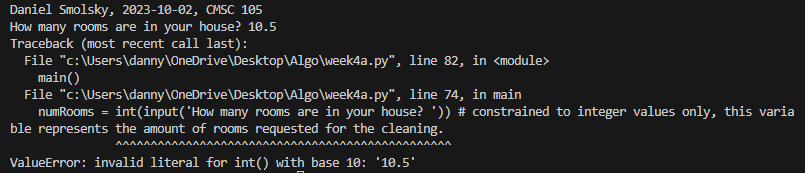 Daniel Smolsky, 2023-10-02, CMSC 105
How many rooms are in your house? 10.5
Traceback (most recent call last):
  File "c:\Users\danny\OneDrive\Desktop\Algo\week4a.py", line 82, in <module>
    main()
  File "c:\Users\danny\OneDrive\Desktop\Algo\week4a.py", line 74, in main
    numRooms = int(input('How many rooms are in your house? ')) # constrained to integer values only, this varia
ble represents the amount of rooms requested for the cleaning.
               ^^^^^^^^^^^^^^^^^^^^^^^^^^^^^^^^^^^^^^^^^^^^^^^^
ValueError: invalid literal for int() with base 10: '10.5'